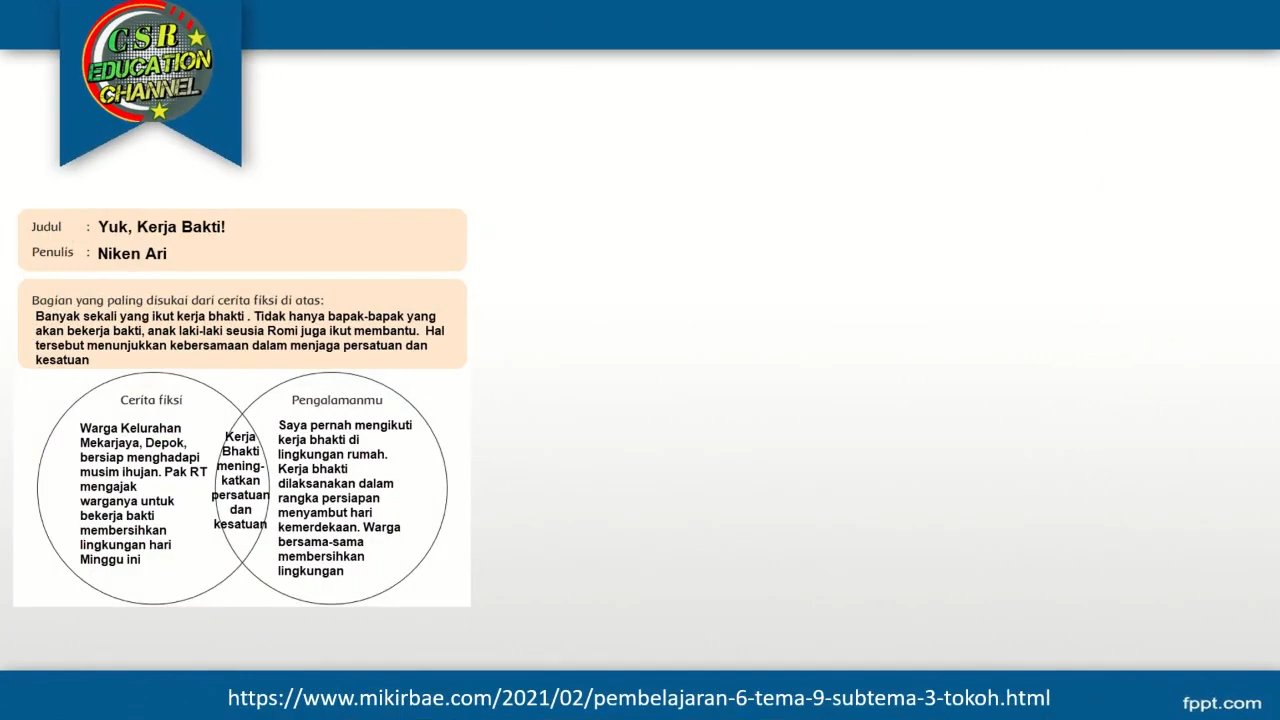 CSR
EDUCATION
CHANNEL
Judul : Yuk, Kerja Bakti!
Penulis : Niken Ari
Bagian yang paling disukai dari cerita fiksi di atas:
Banyak sekali yang ikut kerja bhakti . Tidak hanya bapak-bapak yang
akan bekerja bakti, anak laki-laki seusia Romi juga ikut membantu. Hal
tersebut menunjukkan kebersamaan dalam menjaga persatuan dan
kesatuan
Cerita fiksi
Warga Kelurahan
Mekarjaya, Depok,
bersiap menghadapi
musim ihujan. Pak RT
mengajak
warganya untuk
bekerja bakti
membersihkan
lingkungan hari
Minggu ini
Kerja
Bhakti
mening-
katkan
persatuan
dan
kesatuan
Pengalamanmu
Saya pernah mengikuti
kerja bhakti di
lingkungan rumah.
Kerja bhakti
dilaksanakan dalam
rangka persiapan
menyambut hari
kemerdekaan. Warga
bersama-sama
membersihkan
lingkungan
https://www.mikirbae.com/2021/02/pembelajaran-6-tema-9-subtema-3-tokoh.html
fppt.com